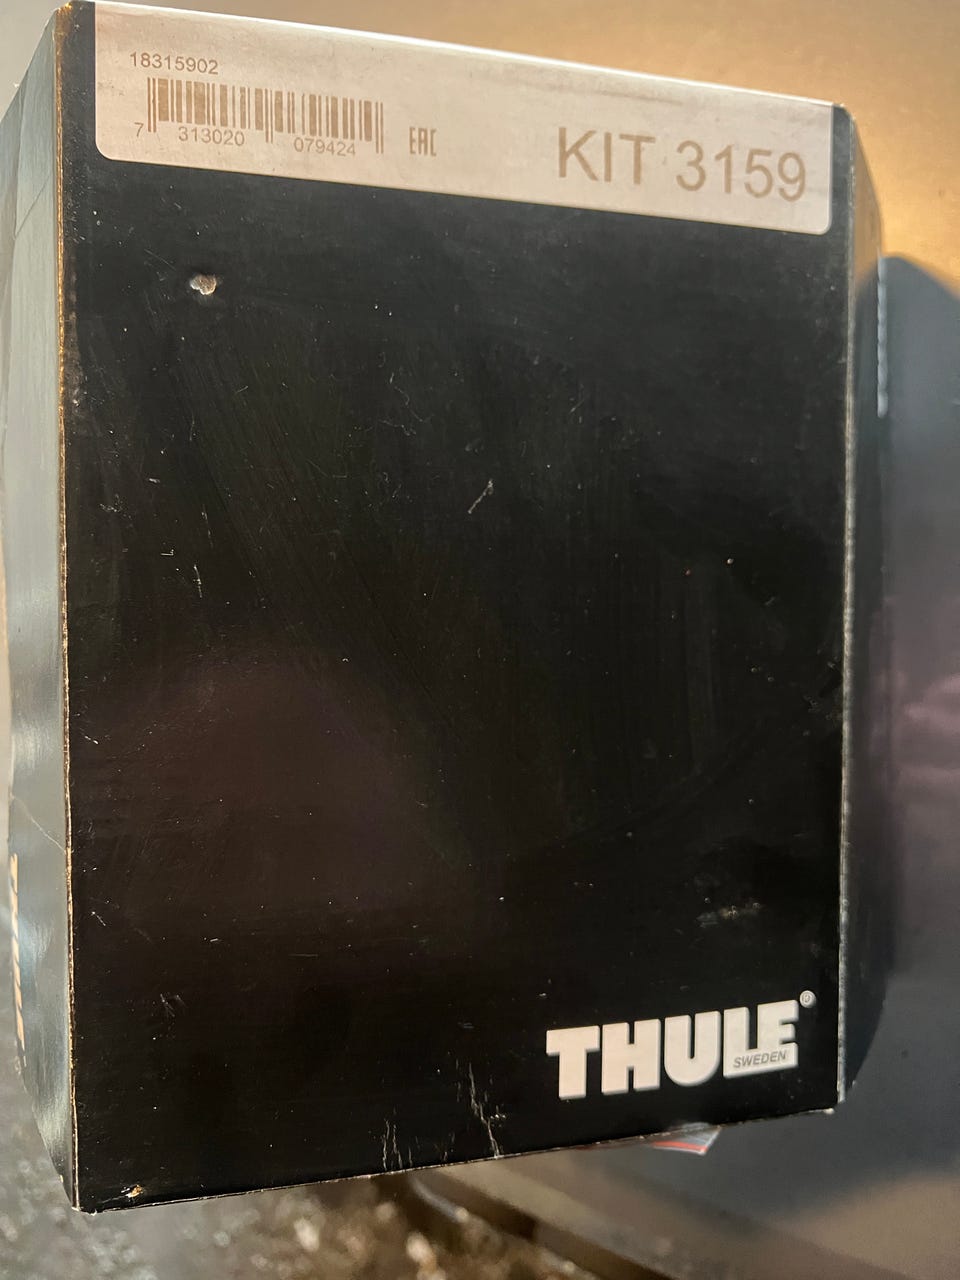 18315902
7 313020 079424
EAC
KIT 3159
THULE®
SWEDEN